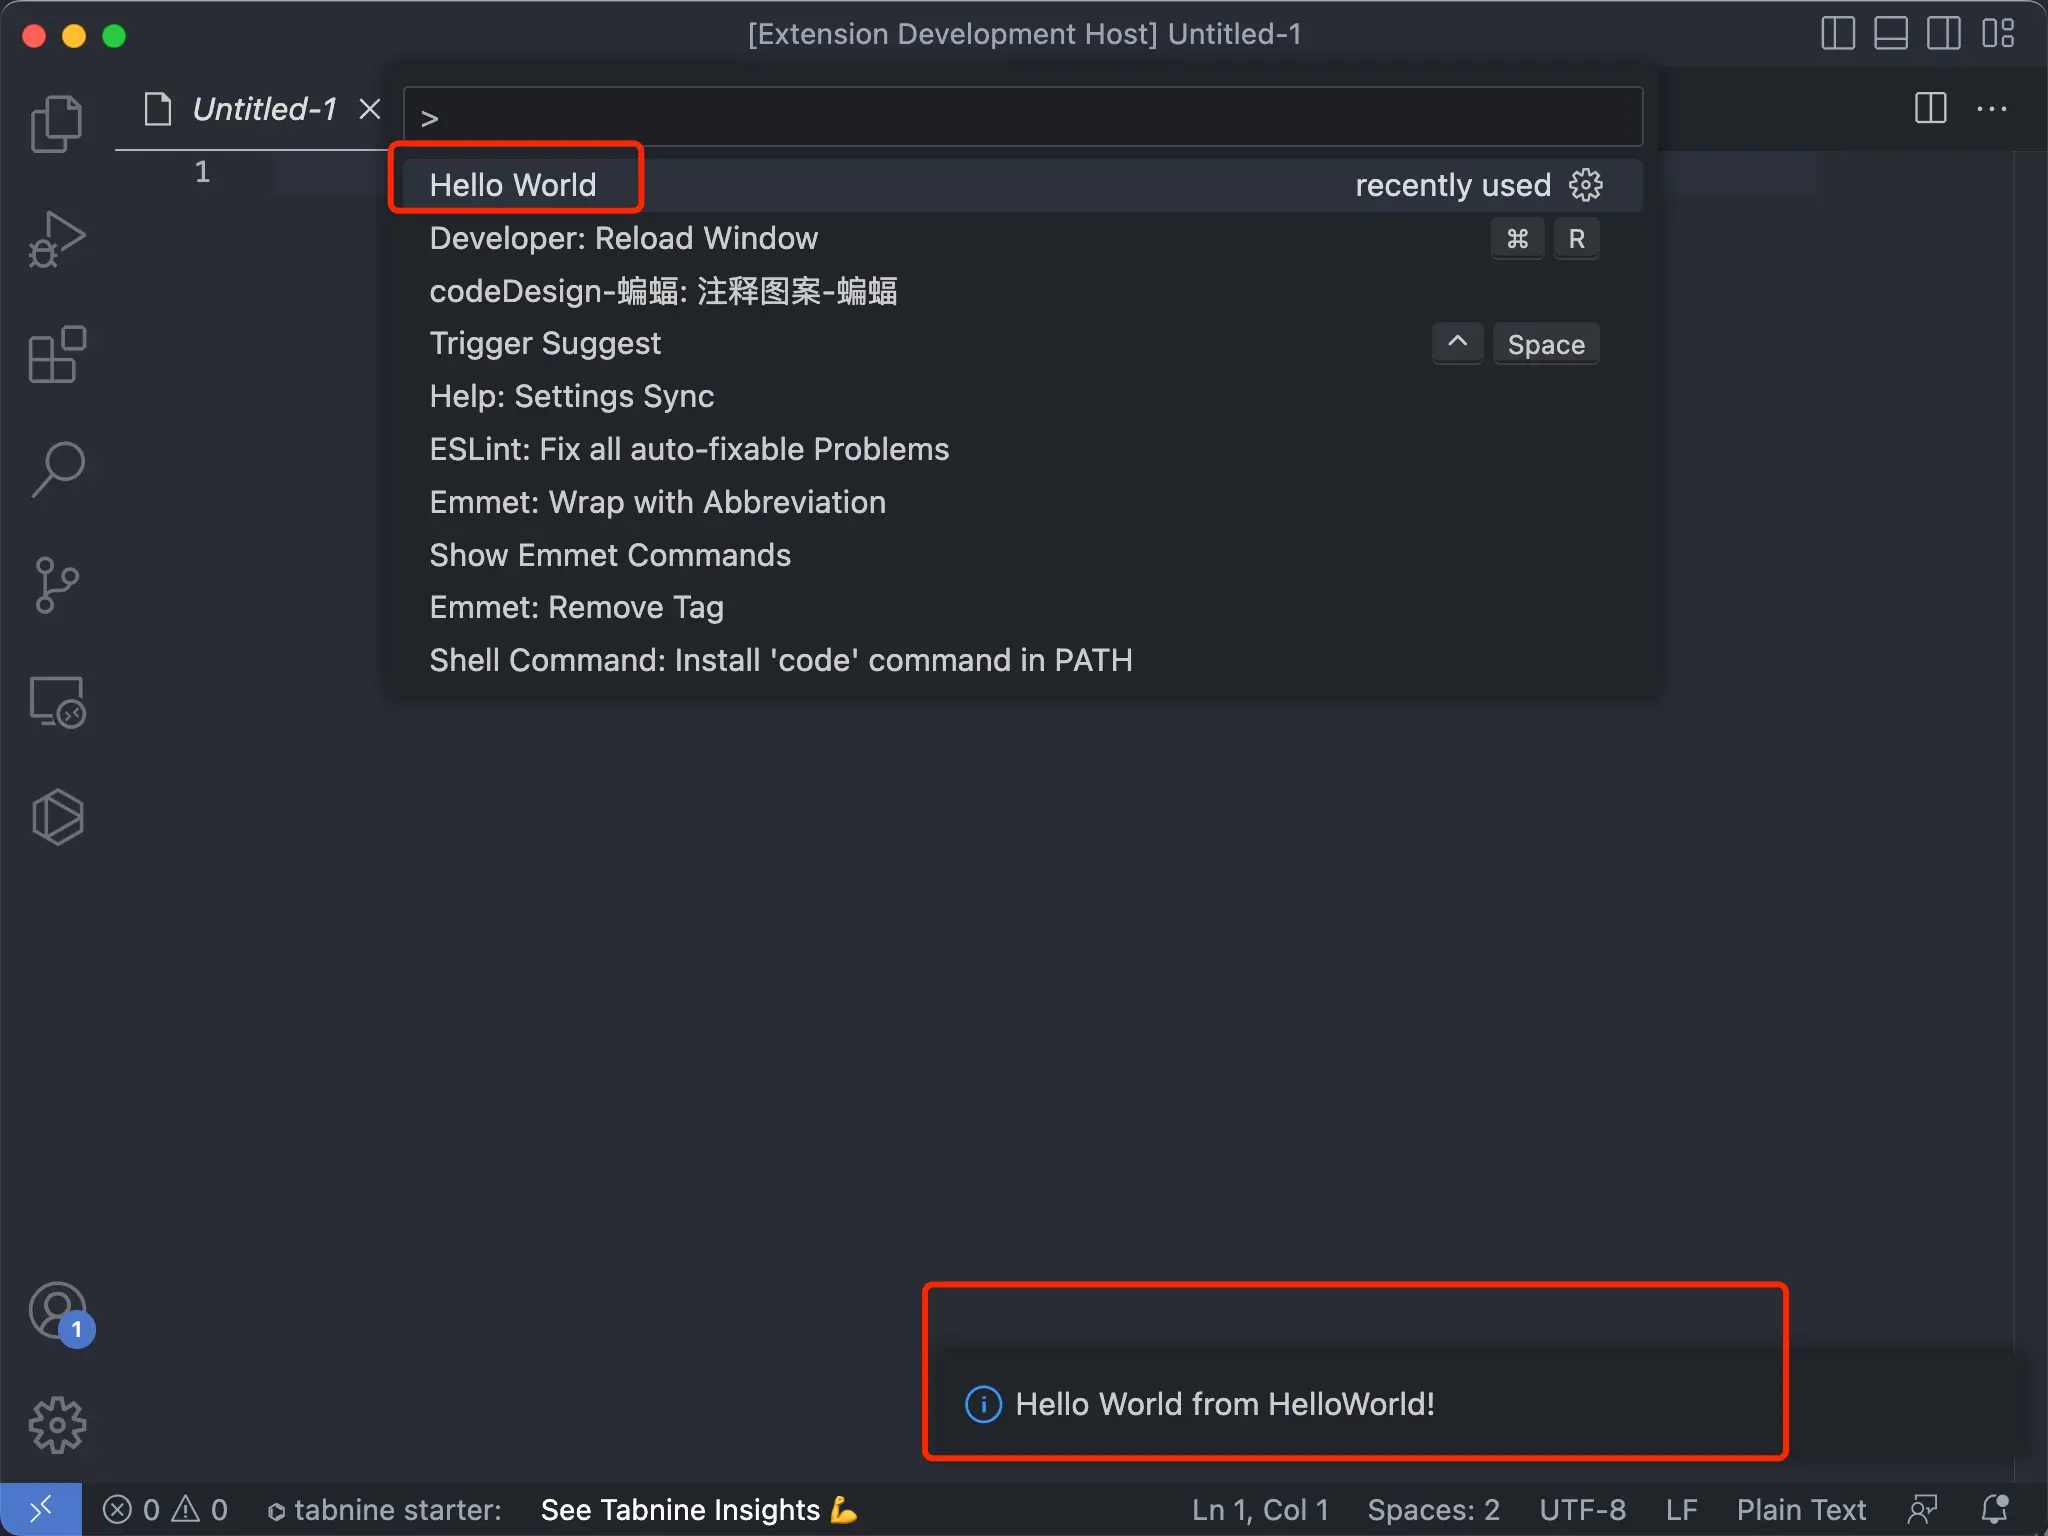 [Extension Development Host] Untitled-1
Untitled-1
>
1
Hello World recently used
Developer: Reload Window ⌘ R
codeDesign-蝙蝠: 注释图案-蝙蝠
Trigger Suggest ^ Space
Help: Settings Sync
ESLint: Fix all auto-fixable Problems
Emmet: Wrap with Abbreviation
Show Emmet Commands
Emmet: Remove Tag
Shell Command: Install 'code' command in PATH
1
Hello World from HelloWorld!
0 0 tabnine starter: See Tabnine Insights 💪 Ln 1, Col 1 Spaces: 2 UTF-8 LF Plain Text